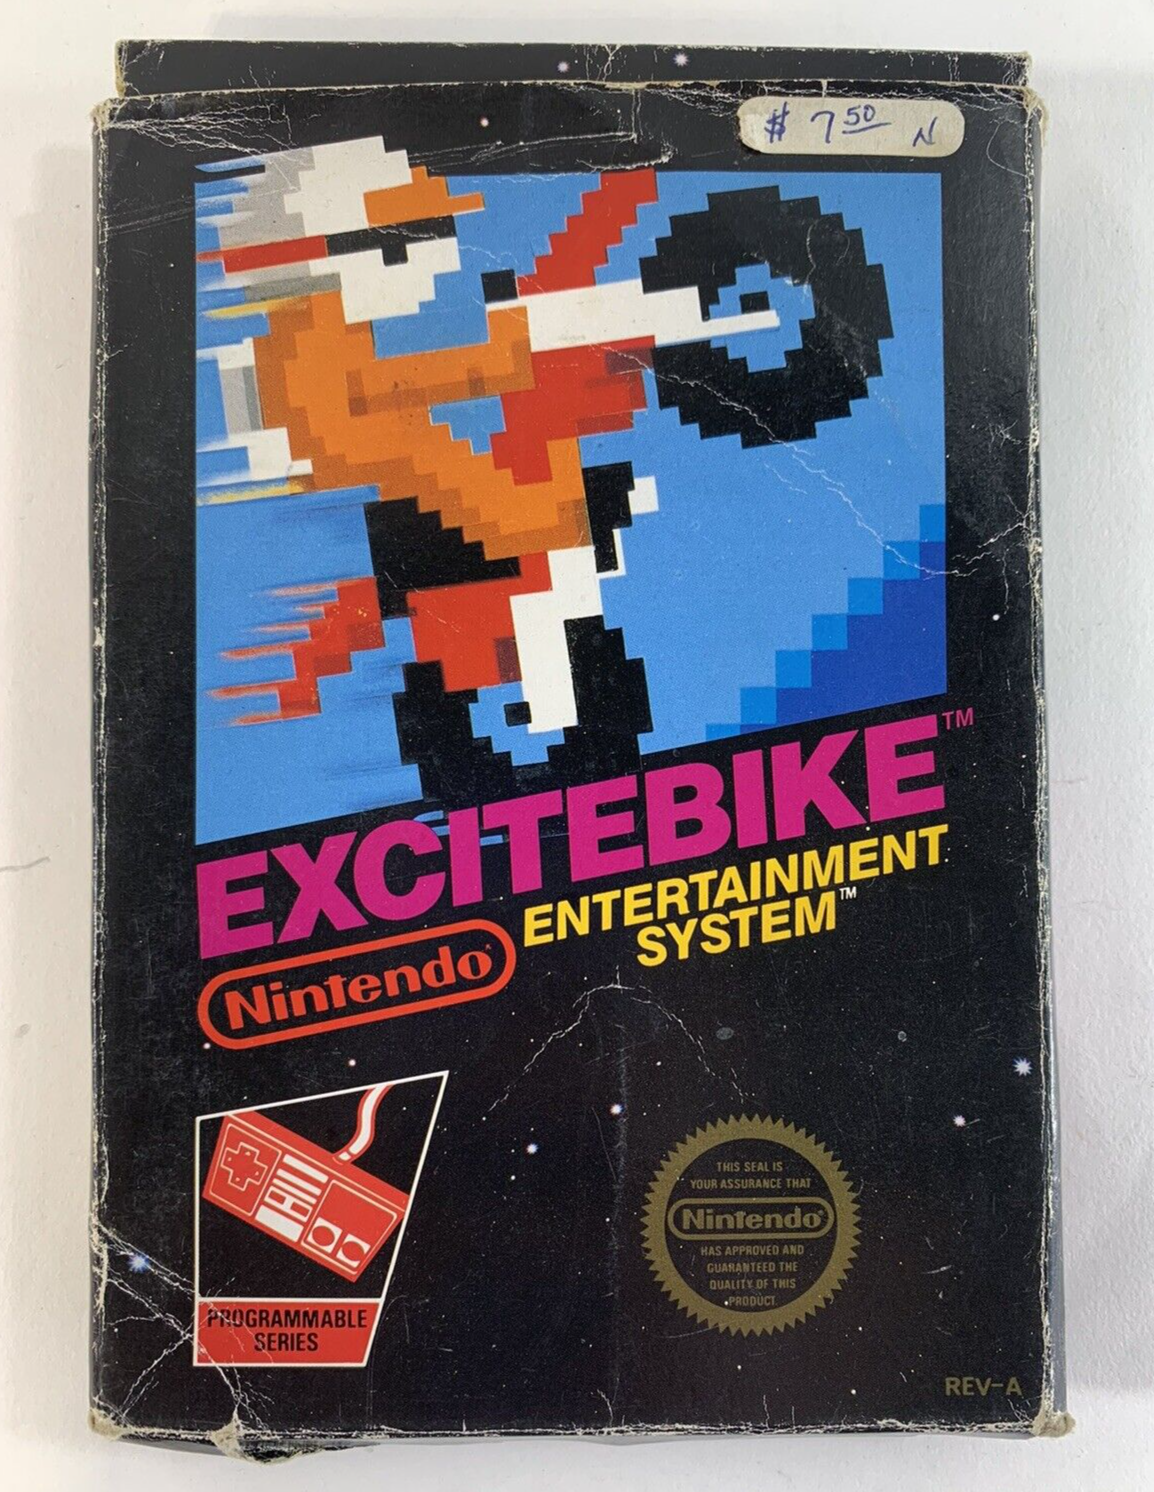 $ 7 50 N
EXCITEBIKE™
Nintendo®
ENTERTAINMENT
SYSTEM™
THIS SEAL IS
YOUR ASSURANCE THAT
Nintendo®
HAS APPROVED AND
GUARANTEED THE
QUALITY OF THIS
PRODUCT
PROGRAMMABLE
SERIES
REV-A